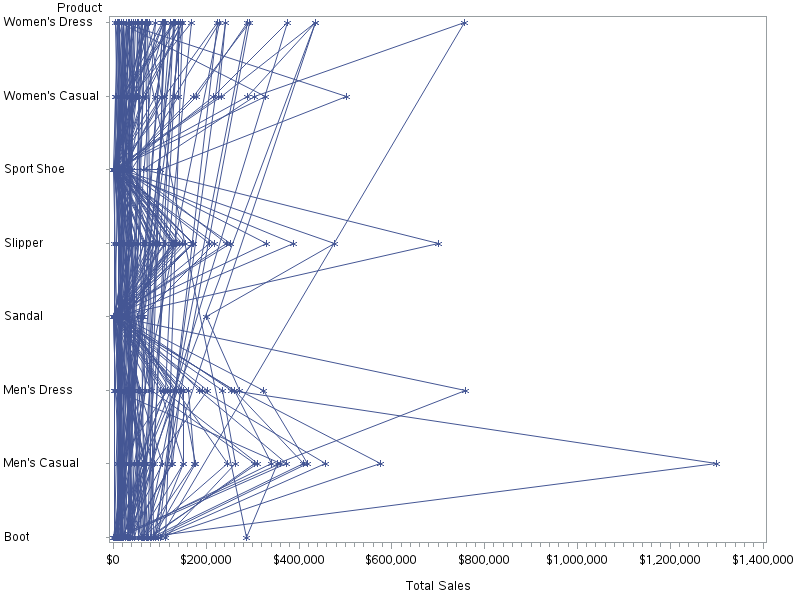 Product
Women's Dress
Women's Casual
Sport Shoe
Slipper
Sandal
Men's Dress
Men's Casual
Boot
$0 $200,000 $400,000 $600,000 $800,000 $1,000,000 $1,200,000 $1,400,000
Total Sales